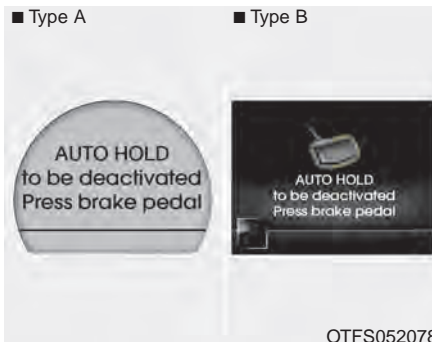 ■ Type A
■ Type B
AUTO HOLD
to be deactivated
Press brake pedal
AUTO HOLD
to be deactivated
Press brake pedal
OTFS052078